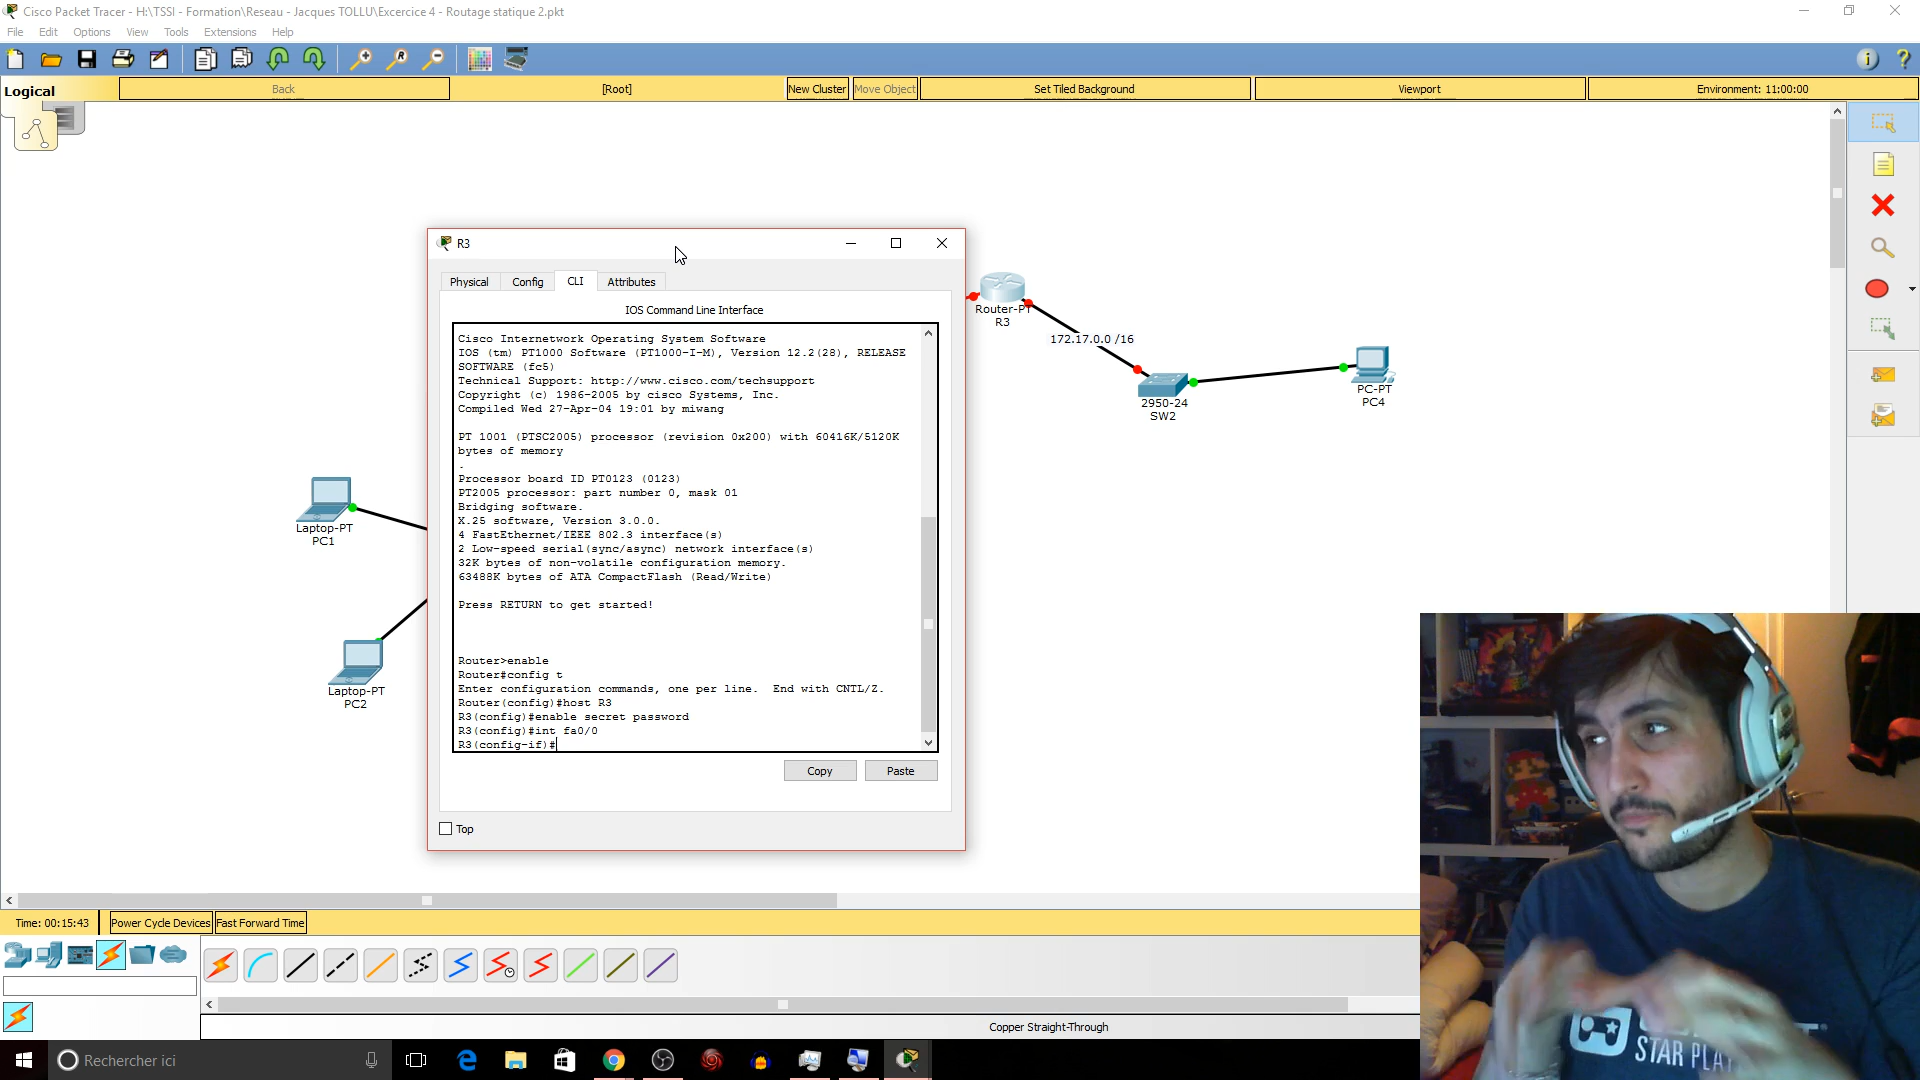 Cisco Packet Tracer - H:\TSSI - Formation\Reseau - Jacques TOLLU\Excercice 4 - Routage statique 2.pkt
File Edit Options View Tools Extensions Help
Logical
Back
[Root]
New Cluster
Move Object
Set Tiled Background
Viewport
Environment: 11:00:00
R3
Physical
Config
CLI
Attributes
IOS Command Line Interface
Cisco Internetwork Operating System Software
IOS (tm) PT1000 Software (PT1000-I-M), Version 12.2(28), RELEASE
SOFTWARE (fc5)
Technical Support: http://www.cisco.com/techsupport
Copyright (c) 1986-2005 by cisco Systems, Inc.
Compiled Wed 27-Apr-04 19:01 by miwang
PT 1001 (PTSC2005) processor (revision 0x200) with 60416K/5120K
bytes of memory
.
Processor board ID PT0123 (0123)
PT2005 processor: part number 0, mask 01
Bridging software.
X.25 software, Version 3.0.0.
4 FastEthernet/IEEE 802.3 interface(s)
2 Low-speed serial(sync/async) network interface(s)
32K bytes of non-volatile configuration memory.
63488K bytes of ATA CompactFlash (Read/Write)
Press RETURN to get started!
Router>enable
Router#config t
Enter configuration commands, one per line.  End with CNTL/Z.
Router(config)#host R3
R3(config)#enable secret password
R3(config)#int fa0/0
R3(config-if)#
Copy
Paste
Top
Router-PT
R3
172.17.0.0 /16
2950-24
SW2
PC-PT
PC4
Laptop-PT
PC1
Laptop-PT
PC2
Time: 00:15:43
Power Cycle Devices
Fast Forward Time
Copper Straight-Through
Rechercher ici
STAR PLA